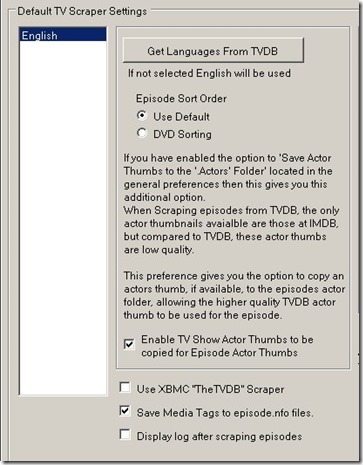 Default TV Scraper Settings
English
Get Languages From TVDB
If not selected English will be used
Episode Sort Order
Use Default
DVD Sorting
If you have enabled the option to 'Save Actor
Thumbs to the '.Actors' Folder' located in the
general preferences then this gives you this
additional option.
When Scraping episodes from TVDB, the only
actor thumbnails avaialble are those at IMDB,
but compared to TVDB, these actor thumbs
are low quality.
This preference gives you the option to copy an
actors thumb, if available, to the episodes actor
folder, allowing the higher quality TVDB actor
thumb to be used for the episode.
Enable TV Show Actor Thumbs to be
copied for Episode Actor Thumbs
Use XBMC "TheTVDB" Scraper
Save Media Tags to episode.nfo files.
Display log after scraping episodes